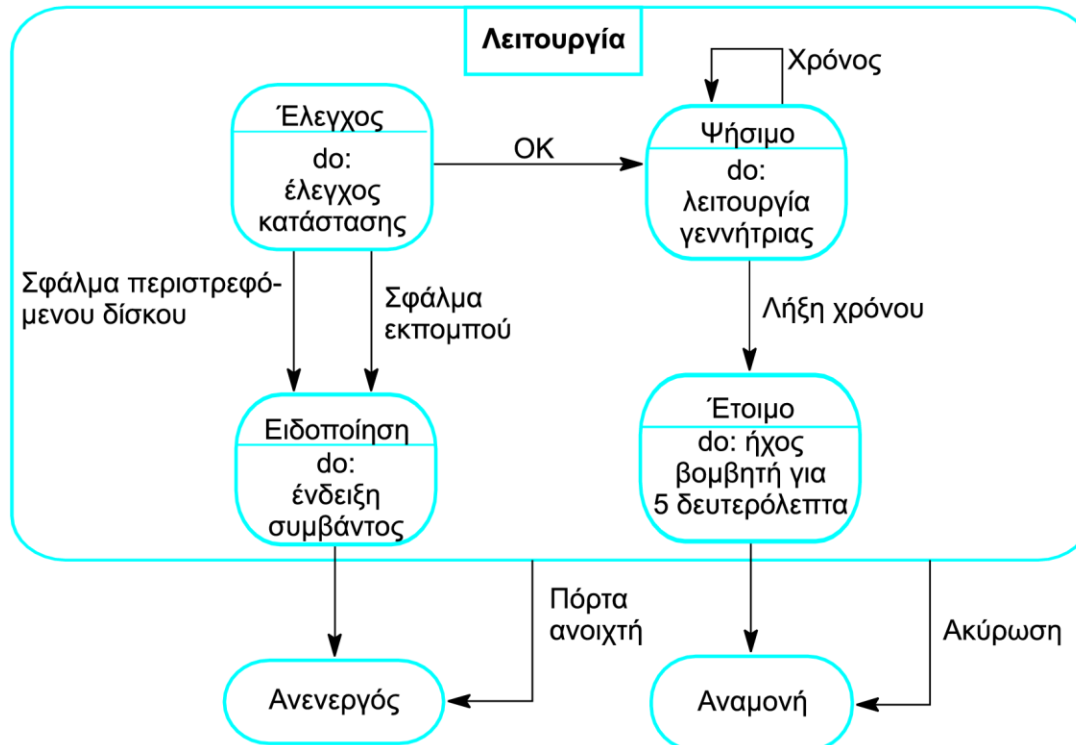 Λειτουργία
Χρόνος
Έλεγχος
do:
έλεγχος
κατάστασης
OK
Ψήσιμο
do:
λειτουργία
γεννήτριας
Σφάλμα περιστρεφό-
μενου δίσκου
Σφάλμα
εκπομπού
Λήξη χρόνου
Ειδοποίηση
do:
ένδειξη
συμβάντος
Έτοιμο
do: ήχος
βομβητή για
5 δευτερόλεπτα
Πόρτα
ανοιχτή
Ακύρωση
Ανενεργός
Αναμονή